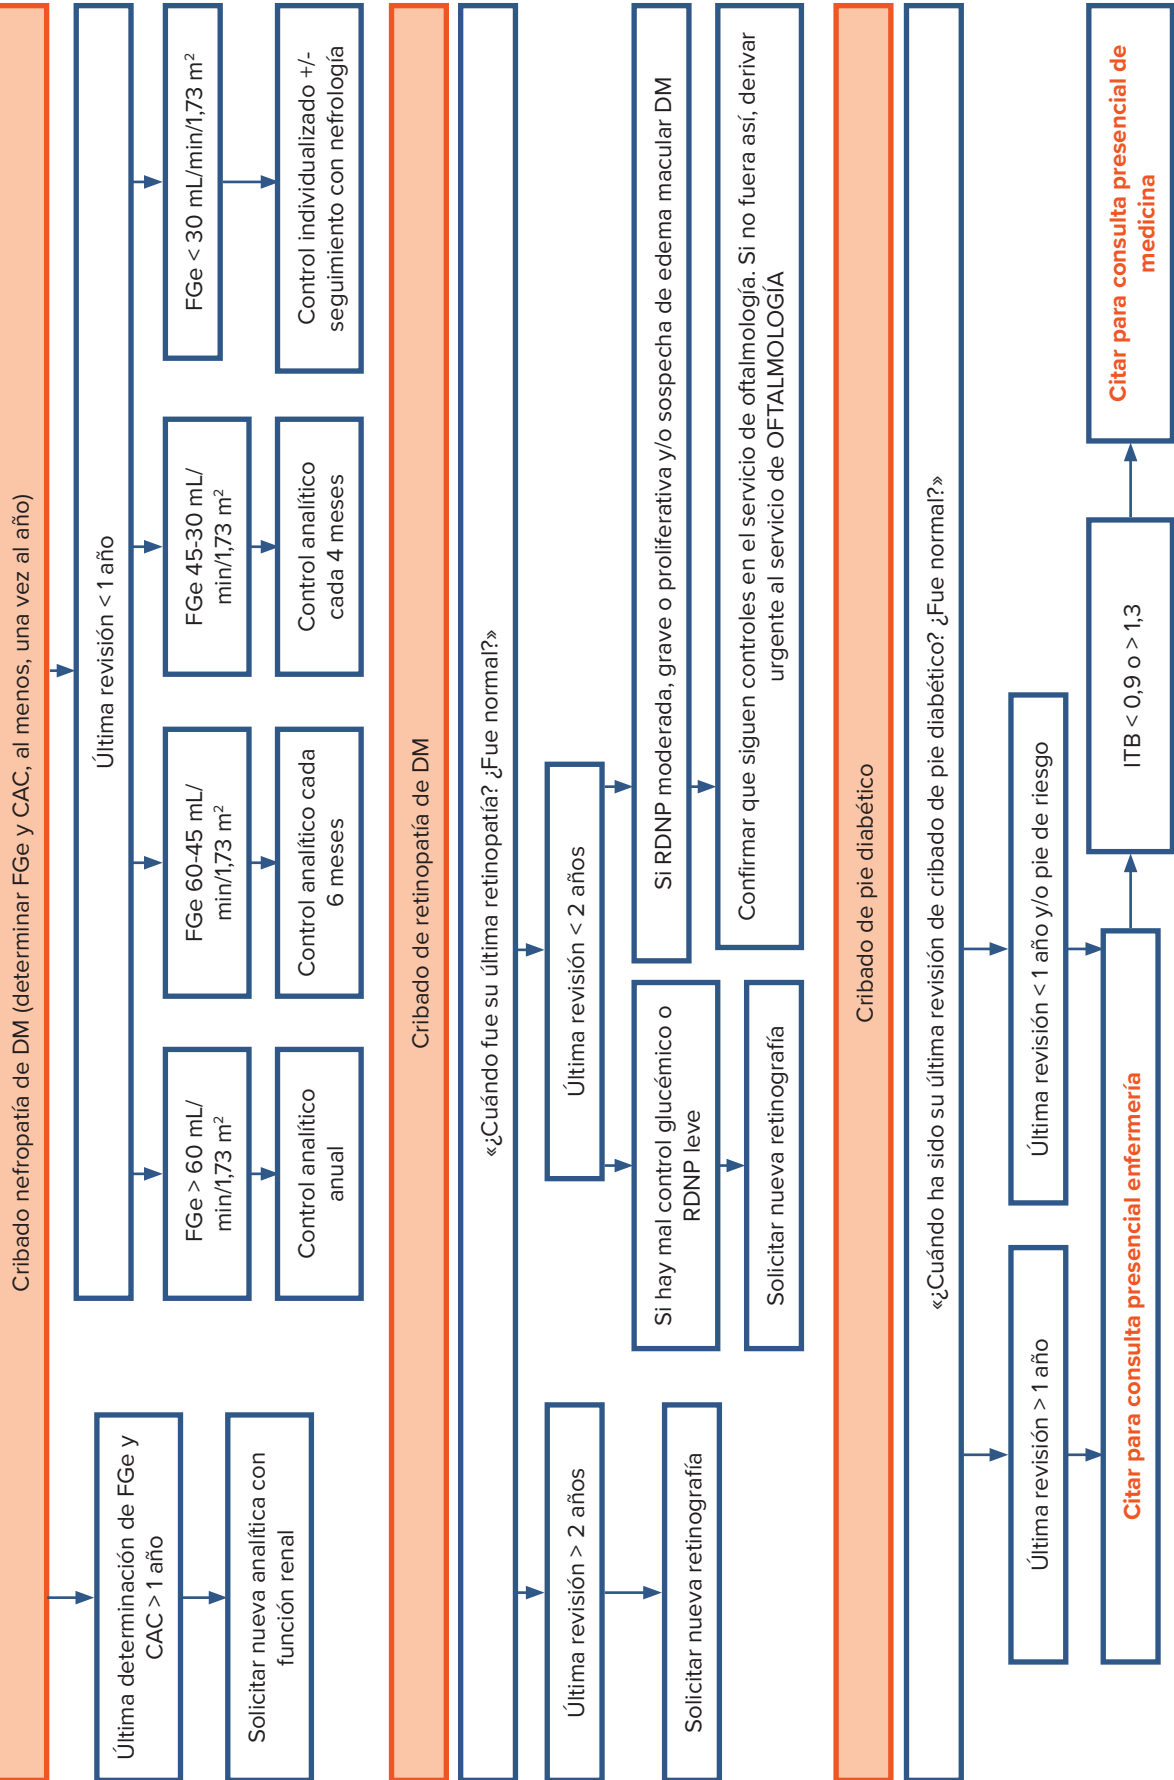 Cribado nefropatía de DM (determinar FGe y CAC, al menos, una vez al año)
Última determinación de FGe y
CAC > 1 año
Solicitar nueva analítica con
función renal
Última revisión < 1 año
FGe > 60 mL/
min/1,73 m²
Control analítico
anual
FGe 60-45 mL/
min/1,73 m²
Control analítico cada
6 meses
FGe 45-30 mL/
min/1,73 m²
Control analítico
cada 4 meses
FGe < 30 mL/min/1,73 m²
Control individualizado +/-
seguimiento con nefrología
Cribado de retinopatía de DM
«¿Cuándo fue su última retinopatía? ¿Fue normal?»
Última revisión > 2 años
Solicitar nueva retinografía
Última revisión < 2 años
Si hay mal control glucémico o
RDNP leve
Solicitar nueva retinografía
Si RDNP moderada, grave o proliferativa y/o sospecha de edema macular DM
Confirmar que siguen controles en el servicio de oftalmología. Si no fuera así, derivar
urgente al servicio de OFTALMOLOGÍA
Cribado de pie diabético
«¿Cuándo ha sido su última revisión de cribado de pie diabético? ¿Fue normal?»
Última revisión > 1 año
Última revisión < 1 año y/o pie de riesgo
Citar para consulta presencial enfermería
ITB < 0,9 o > 1,3
Citar para consulta presencial de
medicina